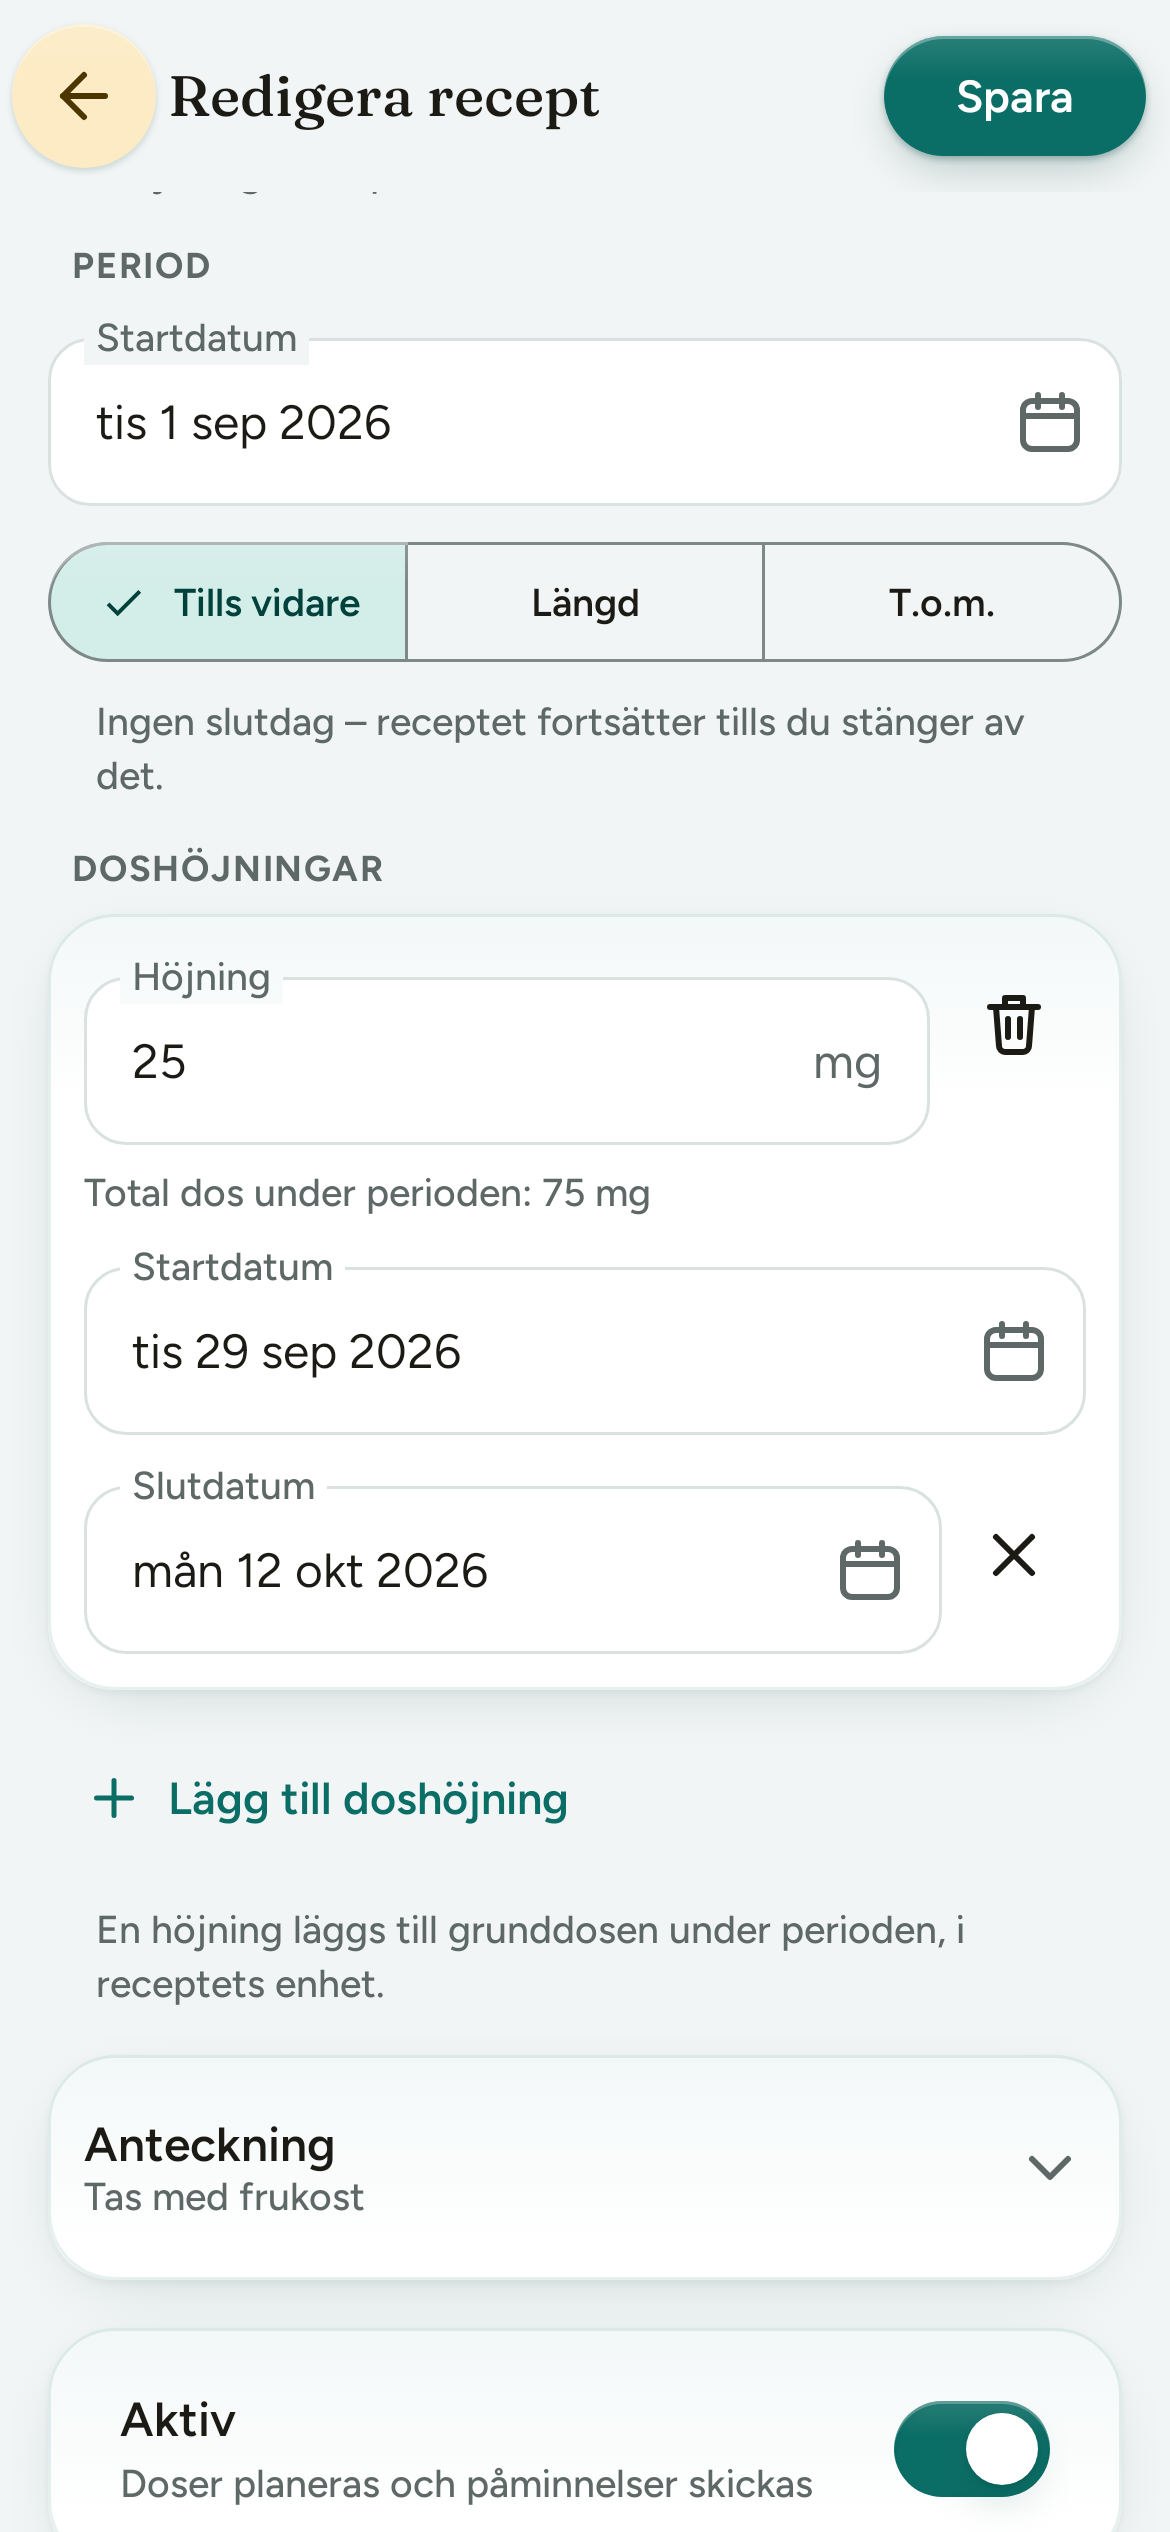 Redigera recept
Spara
PERIOD
Startdatum
tis 1 sep 2026
Tills vidare
Längd
T.o.m.
Ingen slutdag – receptet fortsätter tills du stänger av
det.
DOSHÖJNINGAR
Höjning
25
mg
Total dos under perioden: 75 mg
Startdatum
tis 29 sep 2026
Slutdatum
mån 12 okt 2026
Lägg till doshöjning
En höjning läggs till grunddosen under perioden, i
receptets enhet.
Anteckning
Tas med frukost
Aktiv
Doser planeras och påminnelser skickas